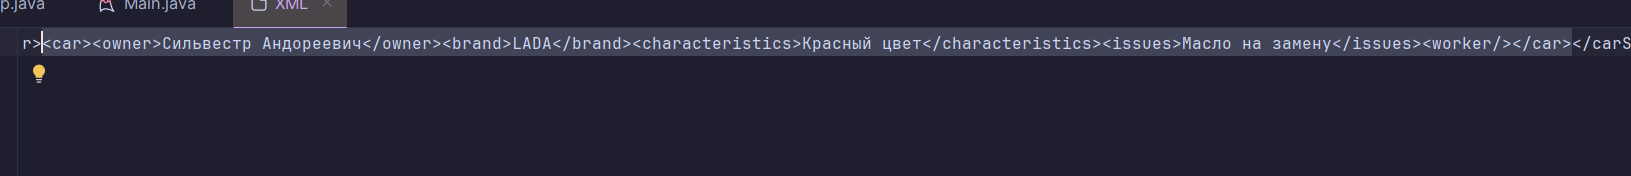 p.java Main.java XML
r><car><owner>Сильвестр Андореевич</owner><brand>LADA</brand><characteristics>Красный цвет</characteristics><issues>Масло на замену</issues><worker/></car></carS